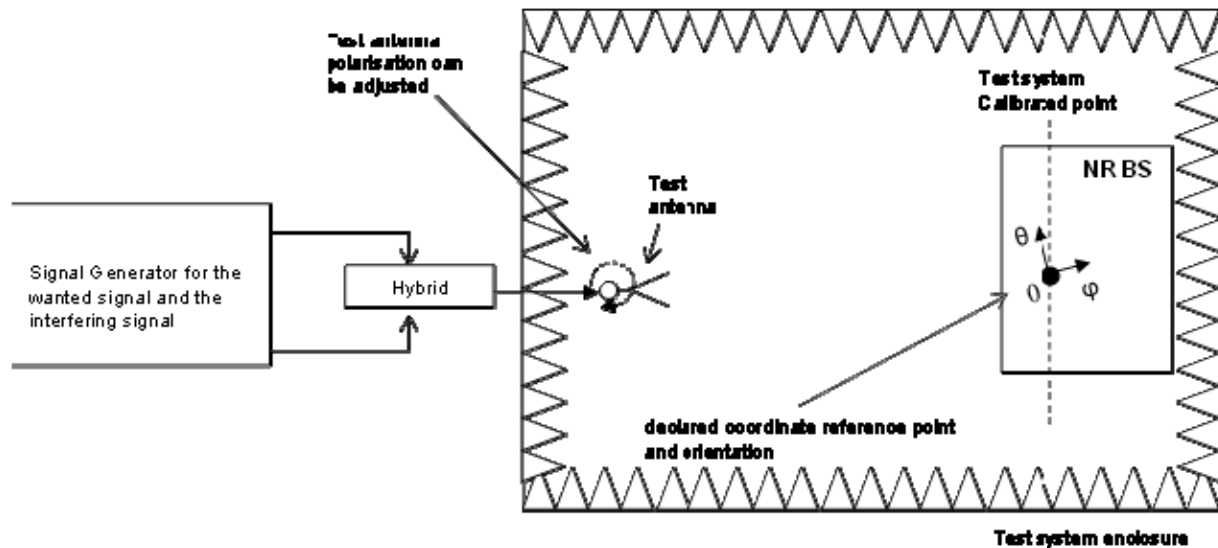 Test antenna
polarisation can
be adjusted
Test system
Calibrated point
NR BS
Test
antenna
θ
Signal Generator for the
wanted signal and the
interfering signal
Hybrid
0
φ
declared coordinate reference point
and orientation
Test system enclosure